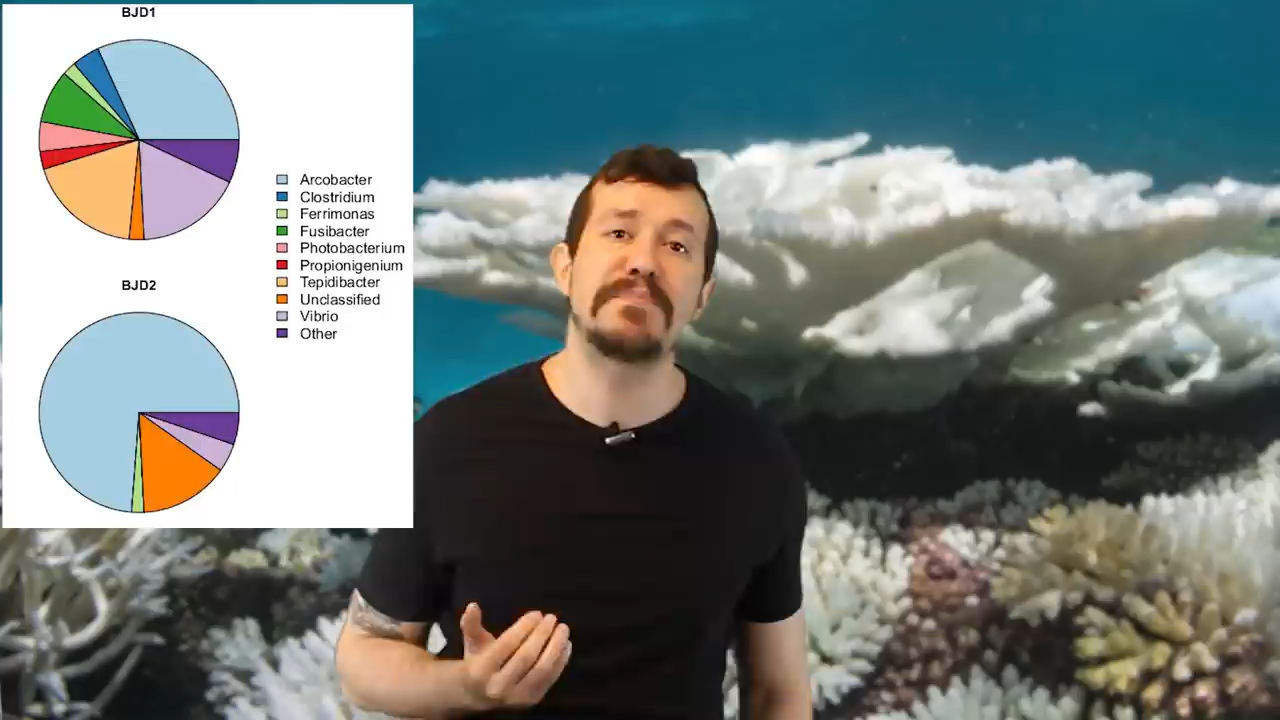 BJD1
Arcobacter
Clostridium
Ferrimonas
Fusibacter
Photobacterium
Propionigenium
Tepidibacter
Unclassified
Vibrio
Other
BJD2